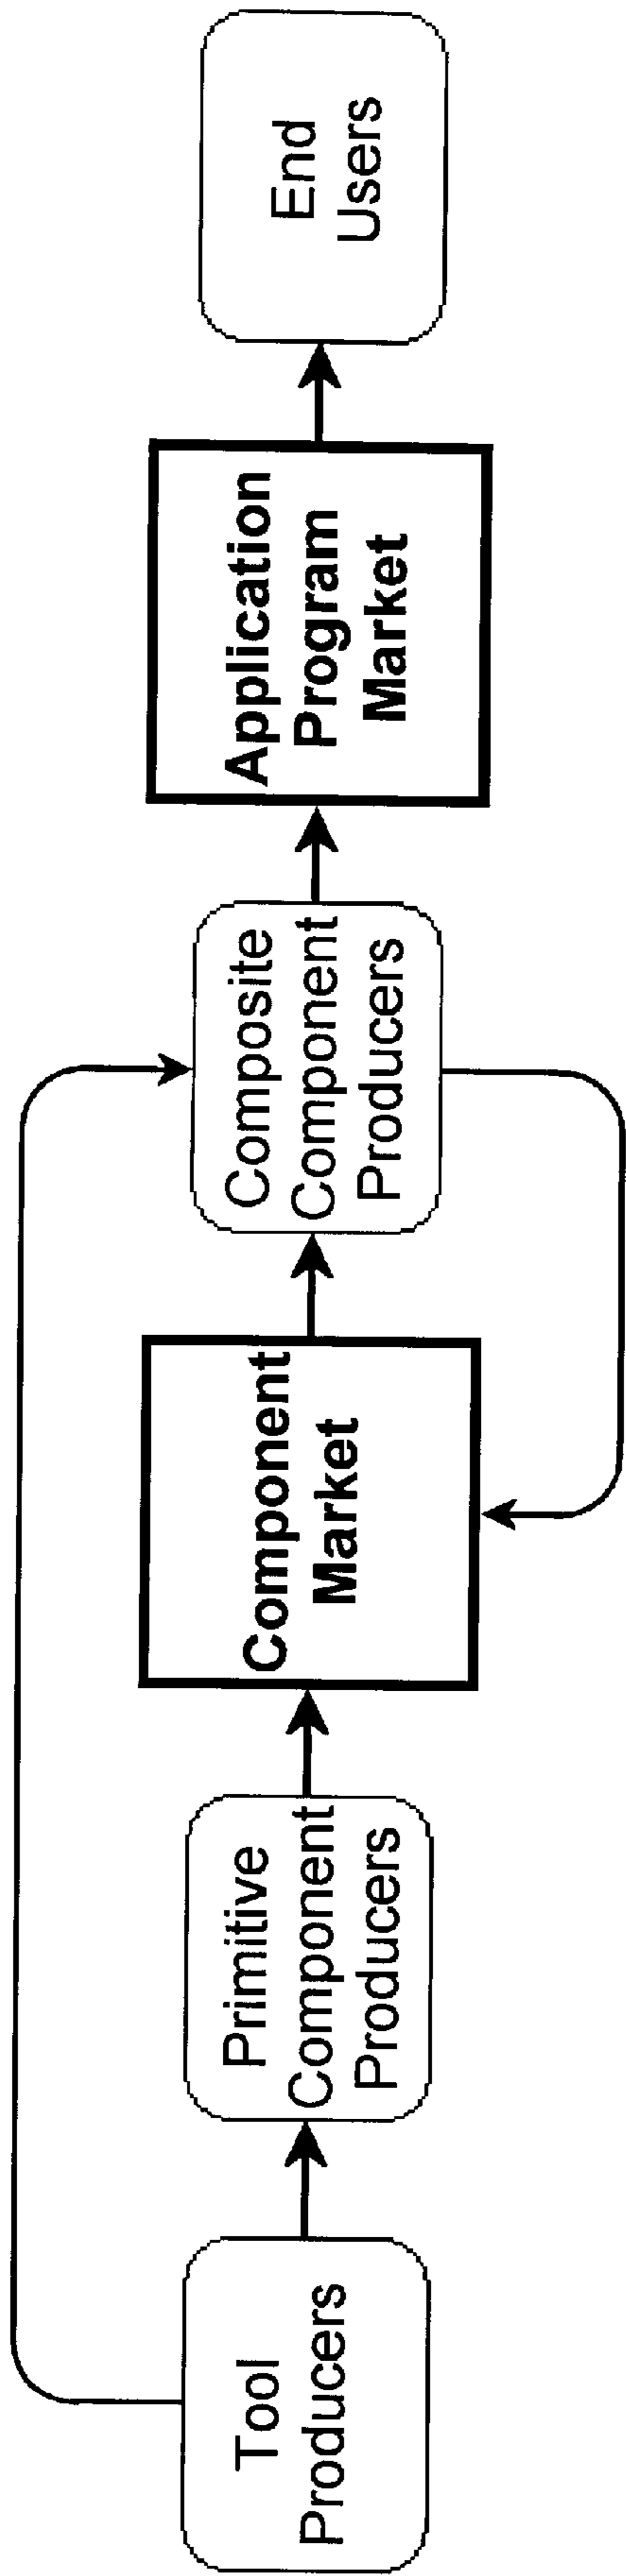 Tool
Producers
Primitive
Component
Producers
Component
Market
Composite
Component
Producers
Application
Program
Market
End
Users